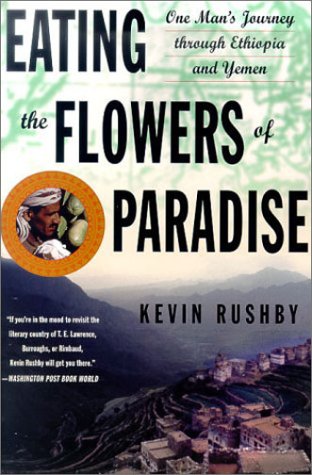 EATING
One Man's Journey
through Ethiopia
and Yemen
the FLOWERS of
PARADISE
KEVIN RUSHBY
"If you're in the mood to revisit the
literary country of T. E. Lawrence,
Burroughs, or Rimbaud,
Kevin Rushby will get you there."
—WASHINGTON POST BOOK WORLD